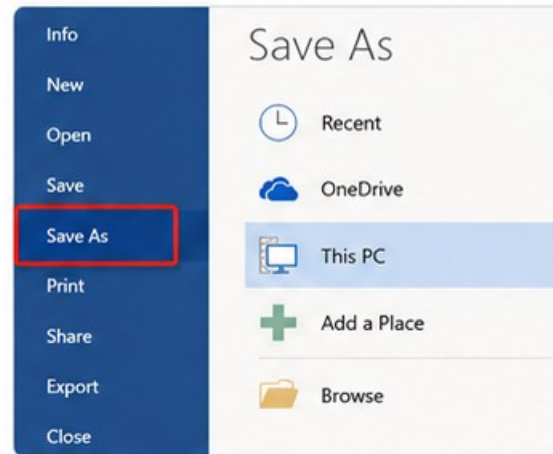 Info
New
Open
Save
Save As
Print
Share
Export
Close
Save As
Recent
OneDrive
This PC
Add a Place
Browse